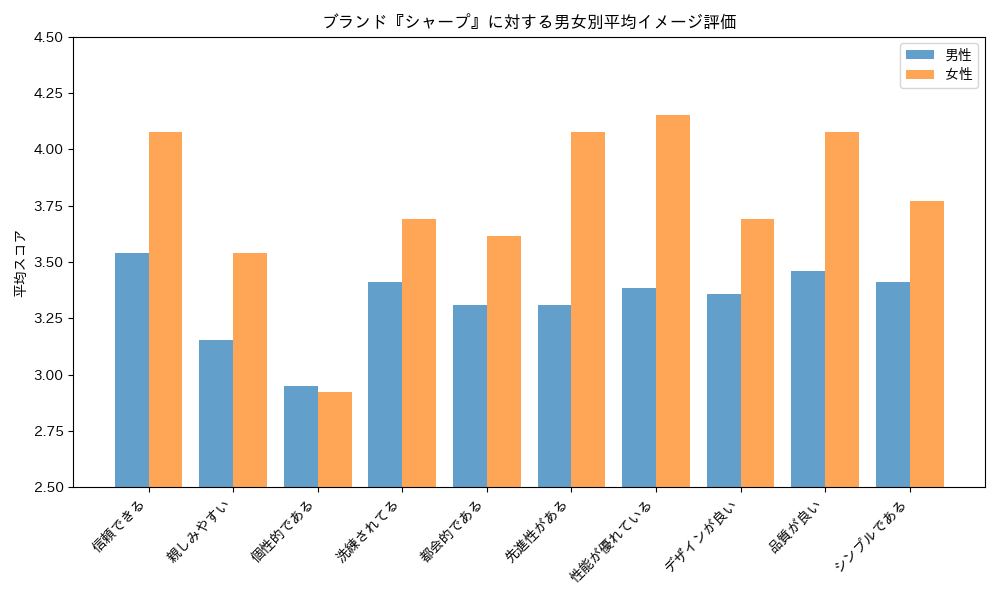 ブランド『シャープ』に対する男女別平均イメージ評価
男性
女性
平均スコア
4.50
4.25
4.00
3.75
3.50
3.25
3.00
2.75
2.50
信頼できる
親しみやすい
個性的である
洗練されてる
都会的である
先進性がある
性能が優れている
デザインが良い
品質が良い
シンプルである